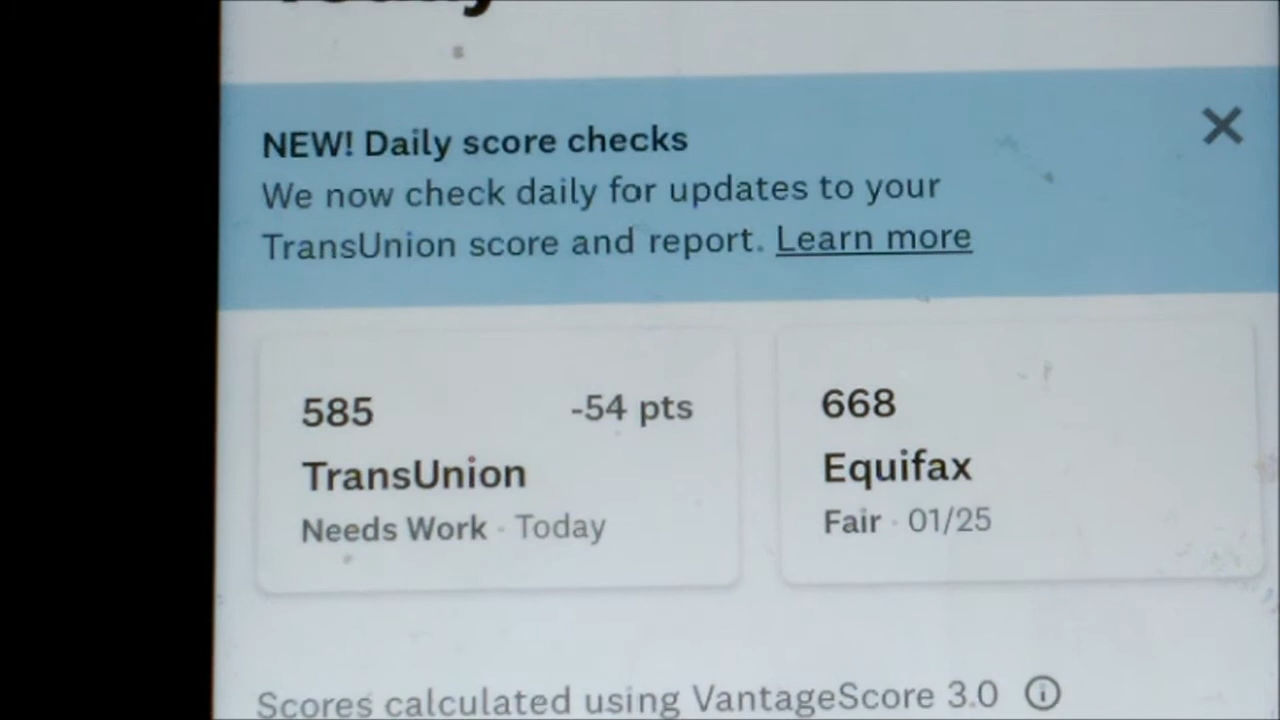 Today
NEW! Daily score checks
We now check daily for updates to your
TransUnion score and report. Learn more
585 -54 pts
TransUnion
Needs Work · Today
668
Equifax
Fair · 01/25
Scores calculated using VantageScore 3.0